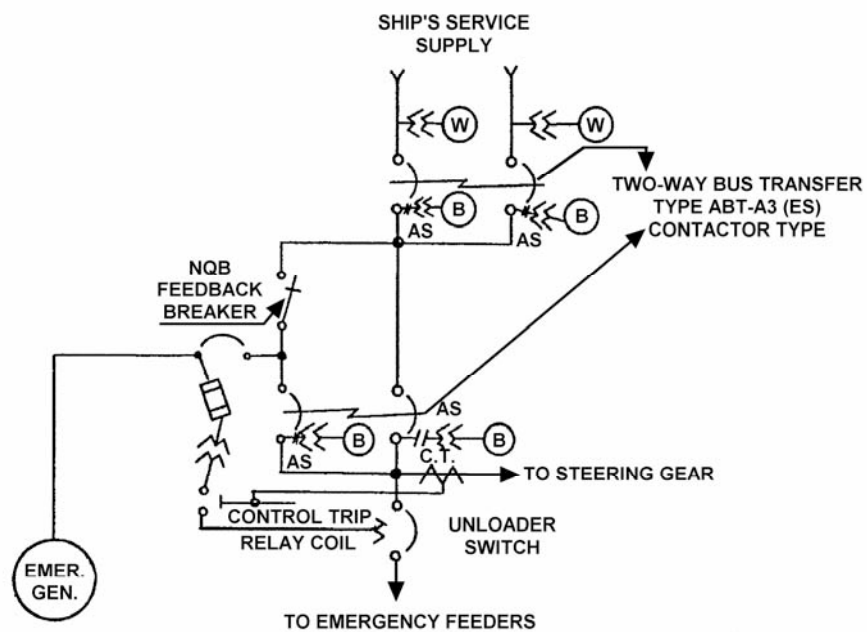 SHIP'S SERVICE
SUPPLY
W
W
TWO-WAY BUS TRANSFER
TYPE ABT-A3 (ES)
CONTACTOR TYPE
B
B
AS
AS
NQB
FEEDBACK
BREAKER
AS
B
B
AS
C.T.
TO STEERING GEAR
CONTROL TRIP
RELAY COIL
UNLOADER
SWITCH
EMER.
GEN.
TO EMERGENCY FEEDERS